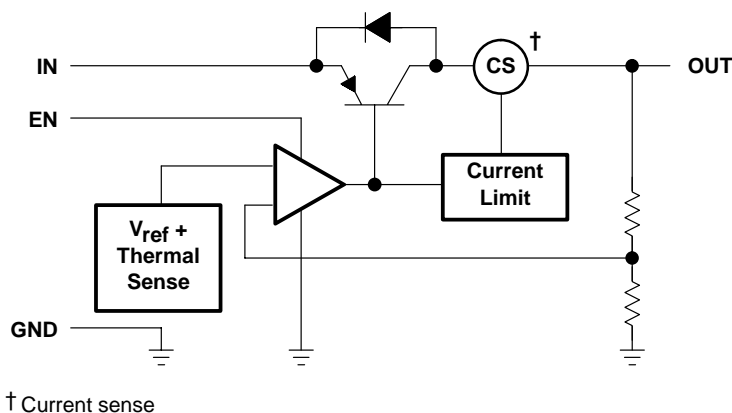 †
IN
CS
OUT
EN
Current
Limit
Vref +
Thermal
Sense
GND
† Current sense